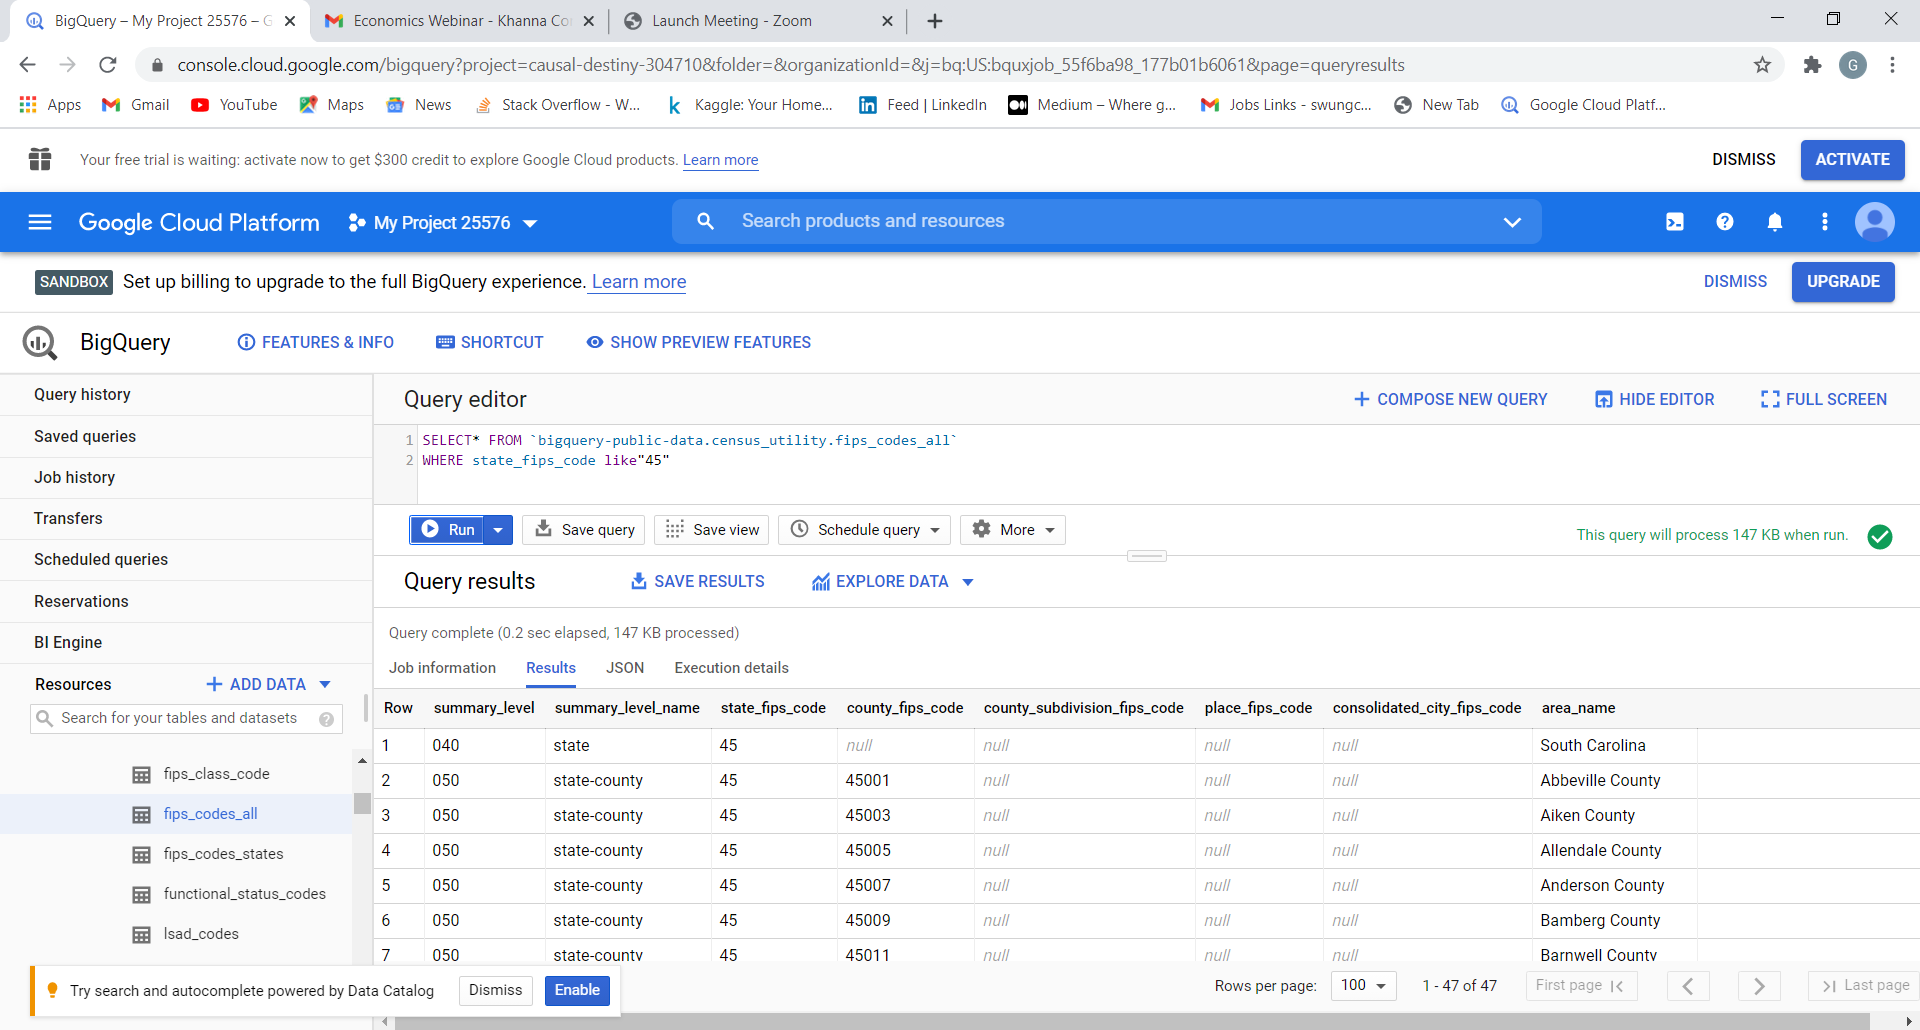 BigQuery – My Project 25576 – G
Economics Webinar - Khanna Co
Launch Meeting - Zoom
console.cloud.google.com/bigquery?project=causal-destiny-304710&folder=&organizationId=&j=bq:US:bquxjob_55f6ba98_177b01b6061&page=queryresults
G
Apps
Gmail
YouTube
Maps
News
Stack Overflow - W...
Kaggle: Your Home...
Feed | LinkedIn
Medium – Where g...
Jobs Links - swungc...
New Tab
Google Cloud Platf...
Your free trial is waiting: activate now to get $300 credit to explore Google Cloud products. Learn more
DISMISS
ACTIVATE
Google Cloud Platform
My Project 25576
Search products and resources
SANDBOX Set up billing to upgrade to the full BigQuery experience. Learn more
DISMISS
UPGRADE
BigQuery
FEATURES & INFO
SHORTCUT
SHOW PREVIEW FEATURES
Query history
Saved queries
Job history
Transfers
Scheduled queries
Reservations
BI Engine
Resources
ADD DATA
Search for your tables and datasets
fips_class_code
fips_codes_all
fips_codes_states
functional_status_codes
lsad_codes
Try search and autocomplete powered by Data Catalog
Dismiss
Enable
Query editor
COMPOSE NEW QUERY
HIDE EDITOR
FULL SCREEN
1 SELECT* FROM `bigquery-public-data.census_utility.fips_codes_all`
2 WHERE state_fips_code like"45"
Run
Save query
Save view
Schedule query
More
This query will process 147 KB when run.
Query results
SAVE RESULTS
EXPLORE DATA
Query complete (0.2 sec elapsed, 147 KB processed)
Job information
Results
JSON
Execution details
Row summary_level summary_level_name state_fips_code county_fips_code county_subdivision_fips_code place_fips_code consolidated_city_fips_code area_name
1 040 state 45 null null null null South Carolina
2 050 state-county 45 45001 null null null Abbeville County
3 050 state-county 45 45003 null null null Aiken County
4 050 state-county 45 45005 null null null Allendale County
5 050 state-county 45 45007 null null null Anderson County
6 050 state-county 45 45009 null null null Bamberg County
7 050 state-county 45 45011 null null null Barnwell County
Rows per page:
100
1 - 47 of 47
First page
Last page